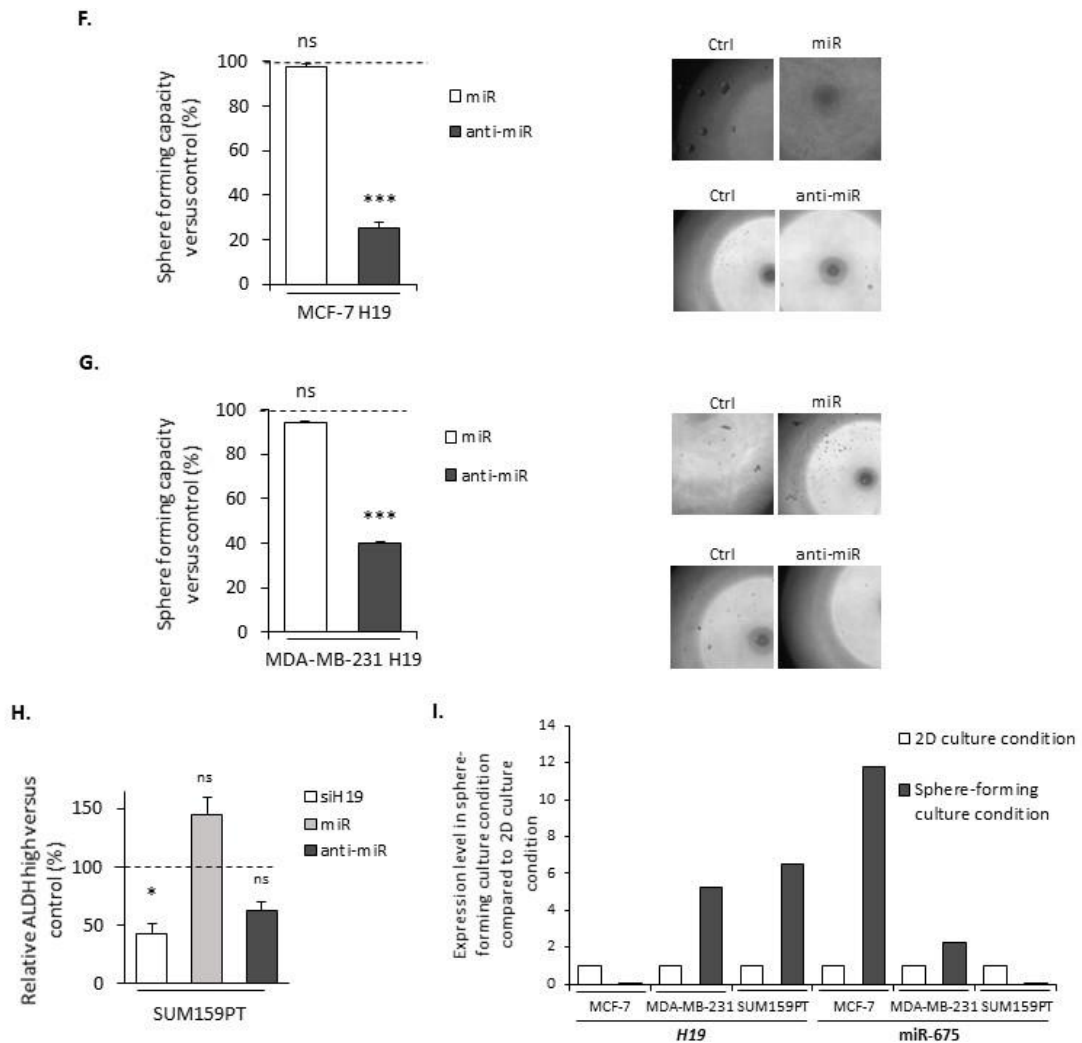 F.
ns
100
80
60
40
20
0
Sphere forming capacity
versus control (%)
***
MCF-7 H19
miR
anti-miR
Ctrl
miR
Ctrl
anti-miR
G.
ns
100
80
60
40
20
0
Sphere forming capacity
versus control (%)
***
MDA-MB-231 H19
miR
anti-miR
Ctrl
miR
Ctrl
anti-miR
H.
Relative ALDH high versus
control (%)
150
100
50
0
*
ns
ns
SUM159PT
siH19
miR
anti-miR
I.
Expression level in sphere-
forming culture condition
compared to 2D culture
condition
14
12
10
8
6
4
2
0
2D culture condition
Sphere-forming
culture condition
MCF-7 MDA-MB-231 SUM159PT MCF-7 MDA-MB-231 SUM159PT
H19 miR-675